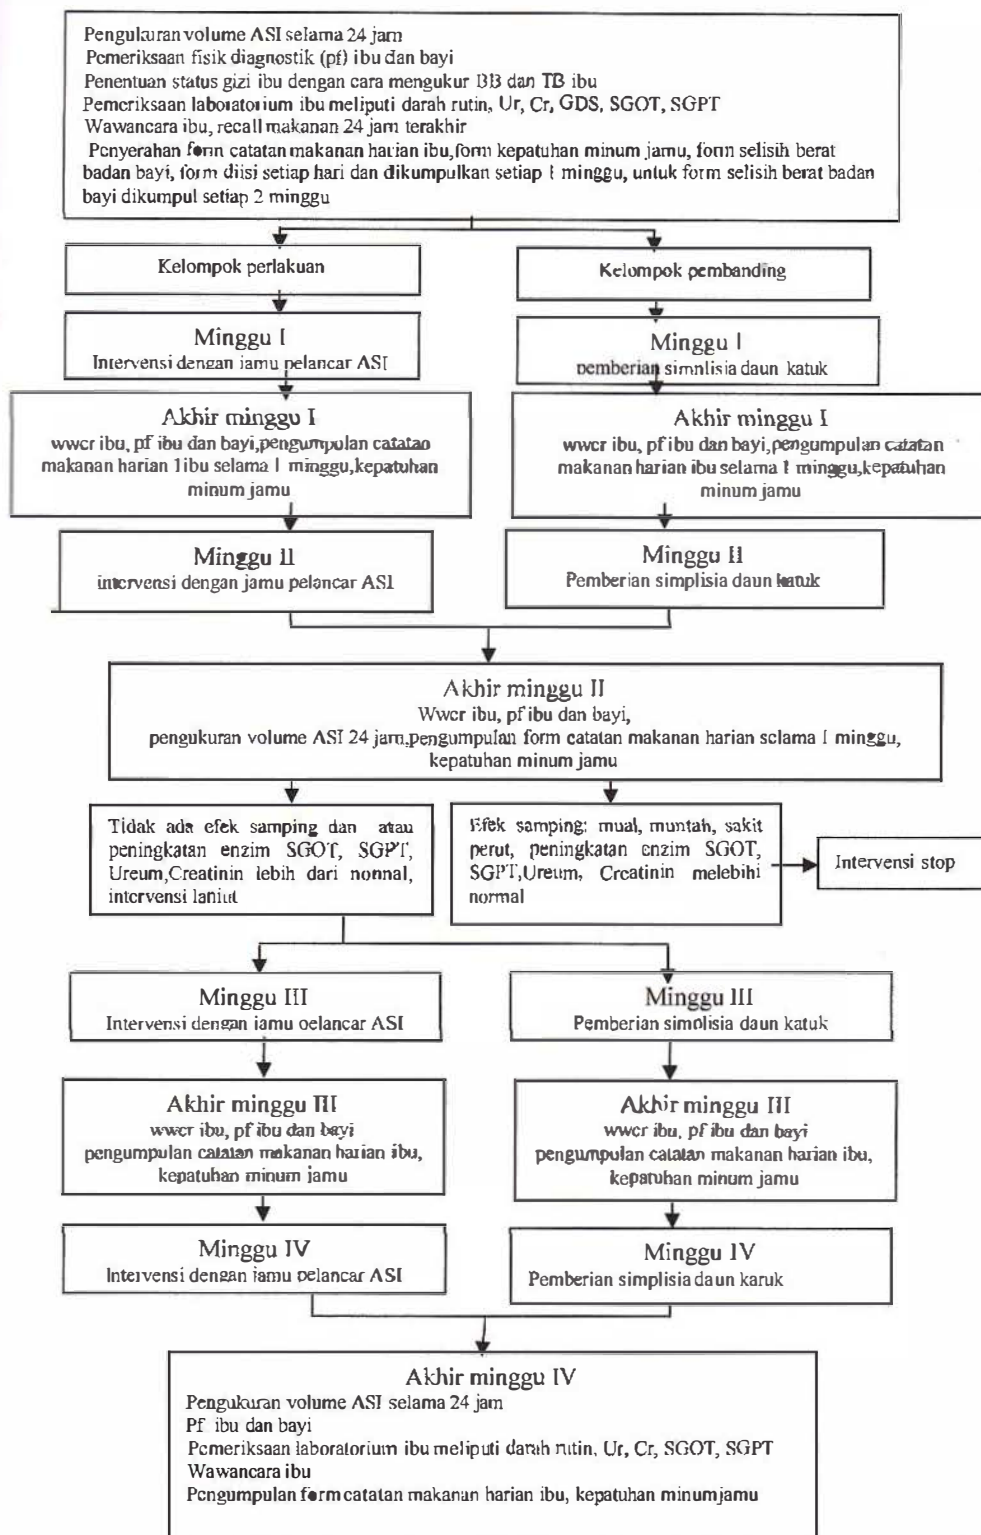 Pengukuran volume ASI selama 24 jam
Pemeriksaan fisik diagnostik (pf) ibu dan bayi
Penentuan status gizi ibu dengan cara mengukur BB dan TB ibu
Pemeriksaan laboratorium ibu meliputi darah rutin, Ur, Cr, GDS, SGOT, SGPT
Wawancara ibu, recall makanan 24 jam terakhir
Penyerahan form catatan makanan harian ibu,form kepatuhan minum jamu, form selisih berat
badan bayi, form diisi setiap hari dan dikumpulkan setiap 1 minggu, untuk form selisih berat badan
bayi dikumpul setiap 2 minggu
Kelompok perlakuan
Kelompok pembanding
Minggu I
Intervensi dengan jamu pelancar ASI
Minggu I
pemberian simplisia daun katuk
Akhir minggu I
wwcr ibu, pf ibu dan bayi,pengumpulan catatan
makanan harian 1ibu selama 1 minggu,kepatuhan
minum jamu
Akhir minggu I
wwcr ibu, pf ibu dan bayi,pengumpulan catatan
makanan harian ibu selama 1 minggu,kepatuhan
minum jamu
Minggu II
intervensi dengan jamu pelancar ASI
Minggu II
Pemberian simplisia daun katuk
Akhir minggu II
Wwcr ibu, pf ibu dan bayi,
pengukuran volume ASI 24 jam,pengumpulan form catatan makanan harian selama 1 minggu,
kepatuhan minum jamu
Tidak ada efek samping dan atau
peningkatan enzim SGOT, SGPT,
Ureum,Creatinin lebih dari normal,
intervensi lanjut
Efek samping: mual, muntah, sakit
perut, peningkatan enzim SGOT,
SGPT,Ureum, Creatinin melebihi
normal
Intervensi stop
Minggu III
Intervensi dengan jamu pelancar ASI
Minggu III
Pemberian simplisia daun katuk
Akhir minggu III
wwcr ibu, pf ibu dan bayi
pengumpulan catatan makanan harian ibu,
kepatuhan minum jamu
Akhir minggu III
wwcr ibu, pf ibu dan bayi
pengumpulan catatan makanan harian ibu,
kepatuhan minum jamu
Minggu IV
Intervensi dengan jamu pelancar ASI
Minggu IV
Pemberian simplisia daun karuk
Akhir minggu IV
Pengukuran volume ASI selama 24 jam
Pf ibu dan bayi
Pemeriksaan laboratorium ibu meliputi darah rutin, Ur, Cr, SGOT, SGPT
Wawancara ibu
Pengumpulan form catatan makanan harian ibu, kepatuhan minum jamu